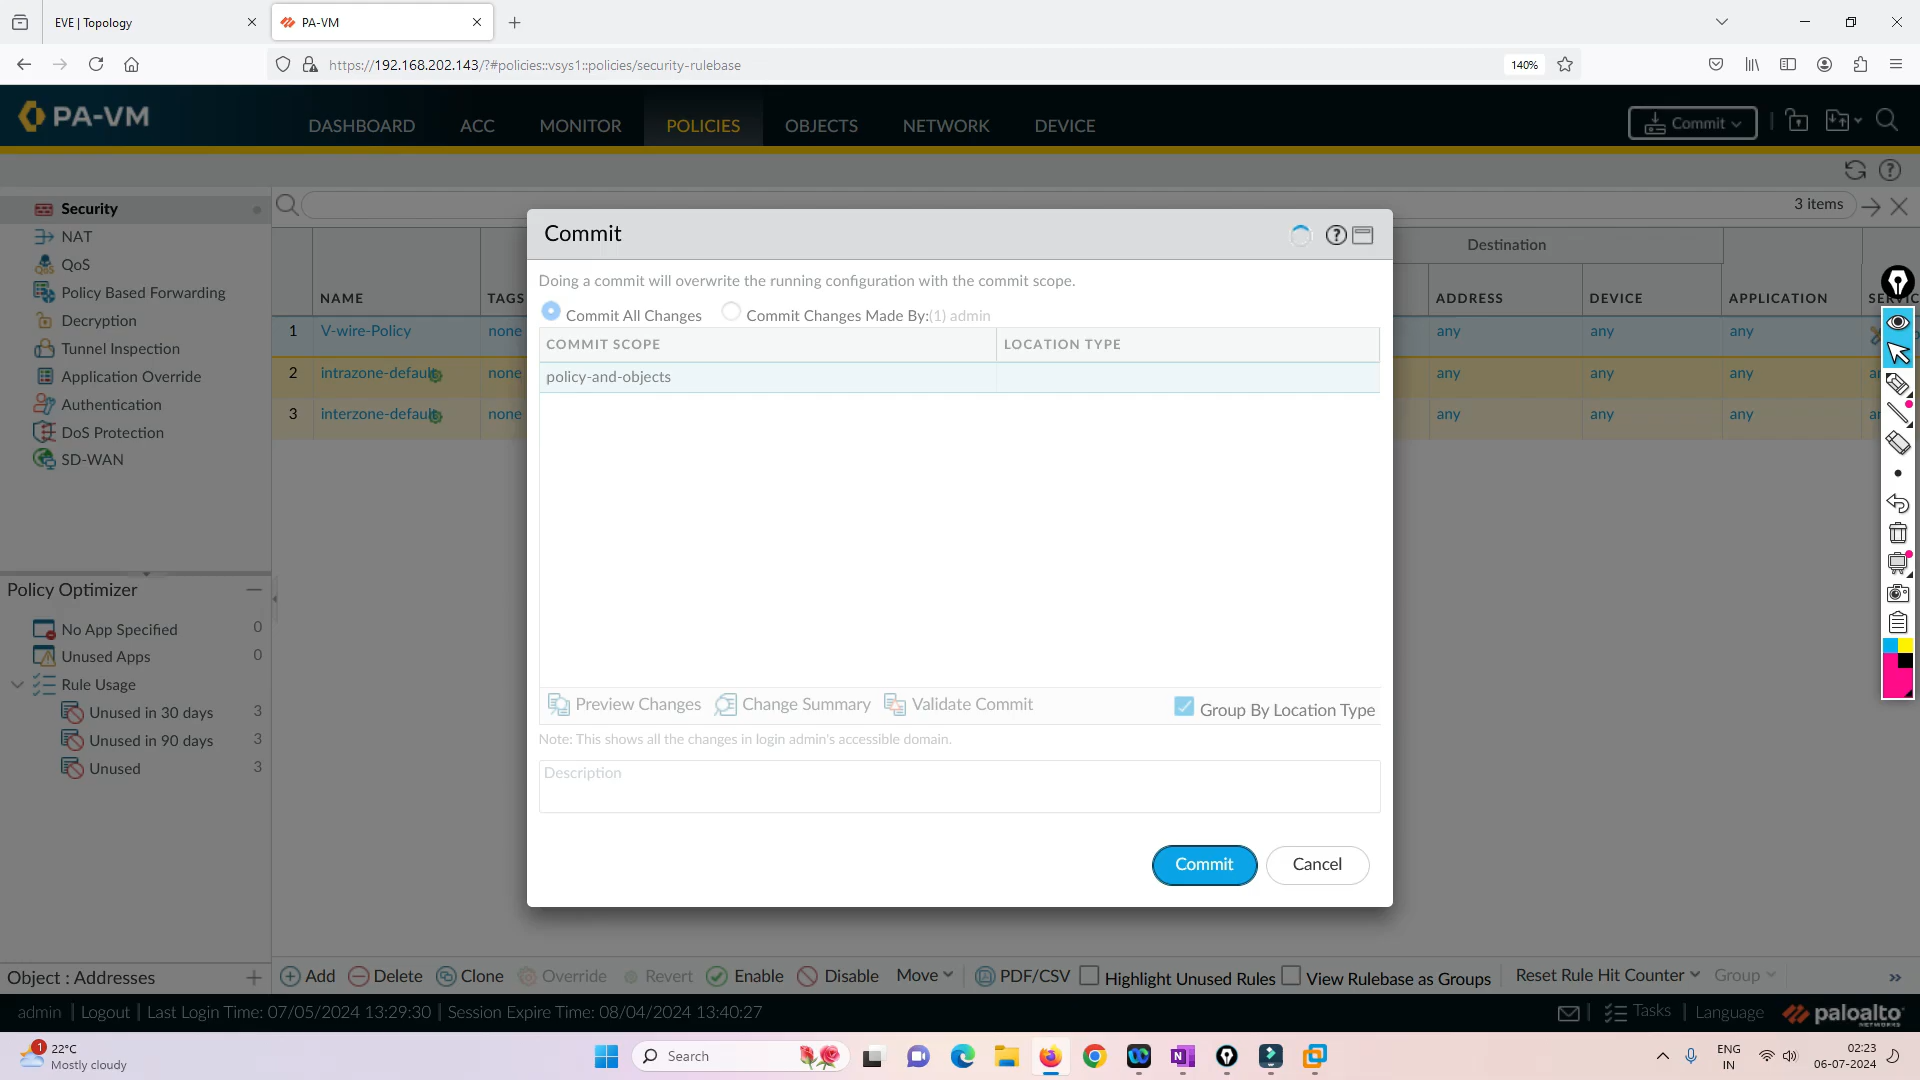 EVE | Topology
PA-VM
https://192.168.202.143/?#policies::vsys1::policies/security-rulebase
140%
PA-VM
DASHBOARD ACC MONITOR POLICIES OBJECTS NETWORK DEVICE
Commit
Security
NAT
QoS
Policy Based Forwarding
Decryption
Tunnel Inspection
Application Override
Authentication
DoS Protection
SD-WAN
3 items
Destination
NAME TAGS ADDRESS DEVICE APPLICATION
1 V-wire-Policy none any any any
2 intrazone-default none any any any
3 interzone-default none any any any
Commit
Doing a commit will overwrite the running configuration with the commit scope.
Commit All Changes Commit Changes Made By:(1) admin
COMMIT SCOPE LOCATION TYPE
policy-and-objects
Preview Changes Change Summary Validate Commit Group By Location Type
Note: This shows all the changes in login admin's accessible domain.
Description
Commit Cancel
Policy Optimizer
No App Specified 0
Unused Apps 0
Rule Usage
Unused in 30 days 3
Unused in 90 days 3
Unused 3
Object : Addresses
Add Delete Clone Override Revert Enable Disable Move PDF/CSV Highlight Unused Rules View Rulebase as Groups Reset Rule Hit Counter Group
admin | Logout | Last Login Time: 07/05/2024 13:29:30 | Session Expire Time: 08/04/2024 13:40:27
Tasks | Language paloalto
NETWORKS
1
22°C
Mostly cloudy
Search
ENG
IN
02:23
06-07-2024